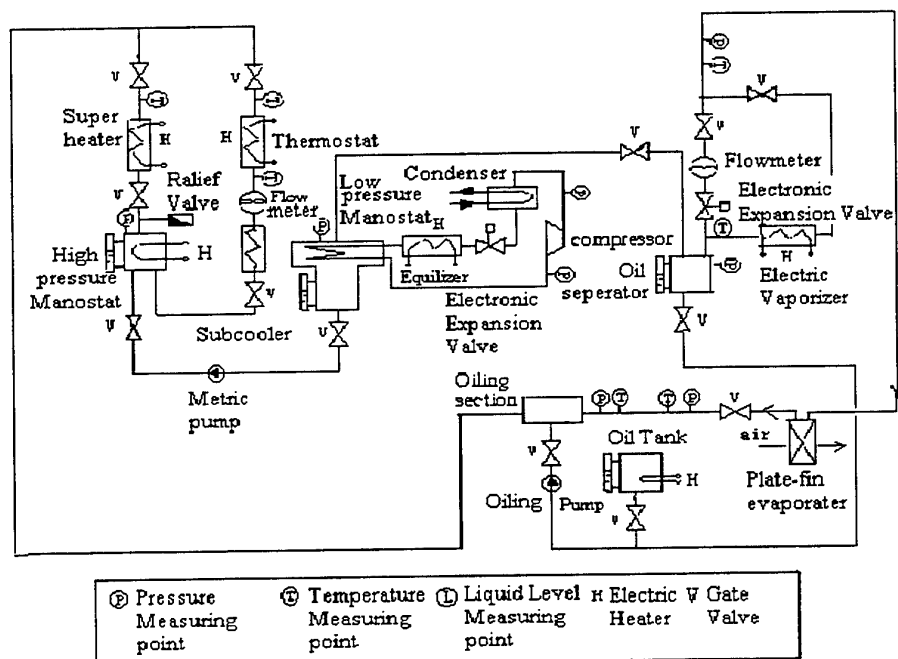 V
V
P
T
V
T
T
V
Super
heater
H
H
Thermostat
V
V
T
Flowmeter
V
Ralief
Valve
Flow
meter
Low
pressure
Manostat
H
Condenser
P
Electronic
Expansion Valve
P
P
High
pressure
Manostat
H
compressor
T
H
Equilizer
Oil
seperator
P
Electric
Vaporizer
V
V
Subcooler
V
Electronic
Expansion
Valve
P
V
Metric
pump
Oiling
section
P
T
T
P
V
air
V
Oil Tank
H
Oiling
Pump
V
Plate-fin
evaporater
P Pressure
Measuring
point
T Temperature
Measuring
point
L Liquid Level
Measuring
point
H Electric
Heater
V Gate
Valve